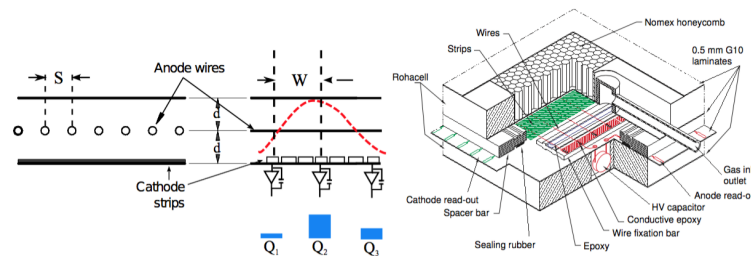 S
Anode wires
d
d
Cathode
strips
W
Q1
Q2
Q3
Wires
Strips
Rohacell
Nomex honeycomb
0.5 mm G10
laminates
Cathode read-out
Spacer bar
Sealing rubber
Epoxy
Wire fixation bar
Conductive epoxy
HV capacitor
Anode read-o
Gas in
outlet